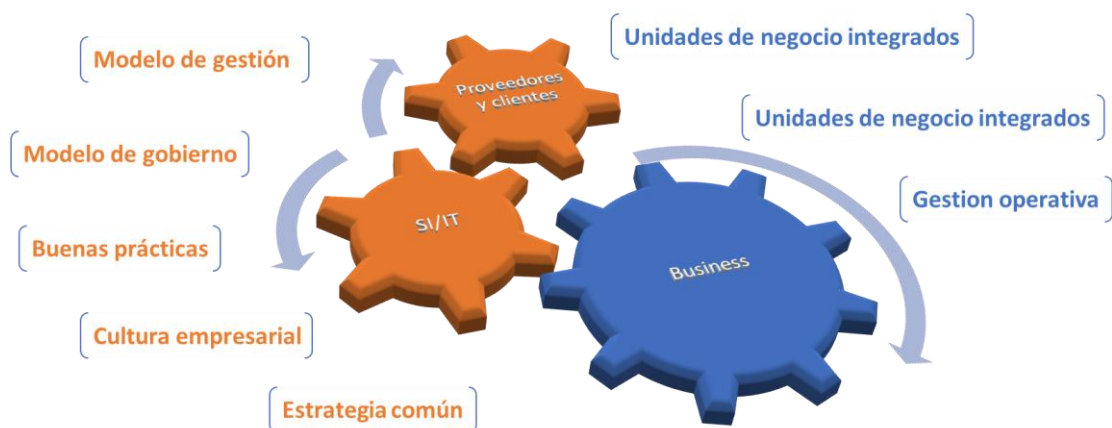 Modelo de gestión
Modelo de gobierno
Buenas prácticas
Cultura empresarial
Estrategia común
Proveedores
y clientes
SI/IT
Business
Unidades de negocio integrados
Unidades de negocio integrados
Gestion operativa